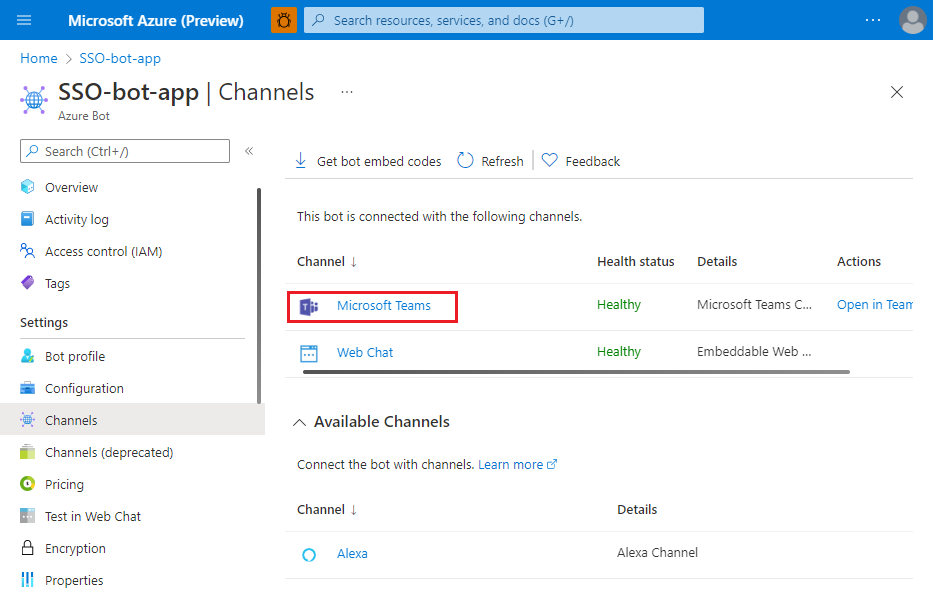 Microsoft Azure (Preview)
Search resources, services, and docs (G+/)
...
Home > SSO-bot-app
SSO-bot-app | Channels ...
Azure Bot
Search (Ctrl+/)
«
Overview
Activity log
Access control (IAM)
Tags
Settings
Bot profile
Configuration
Channels
Channels (deprecated)
Pricing
Test in Web Chat
Encryption
Properties
Get bot embed codes Refresh Feedback
This bot is connected with the following channels.
Channel ↓ Health status Details Actions
Microsoft Teams Healthy Microsoft Teams C... Open in Team
Web Chat Healthy Embeddable Web ...
Available Channels
Connect the bot with channels. Learn more
Channel ↓ Details
Alexa Alexa Channel